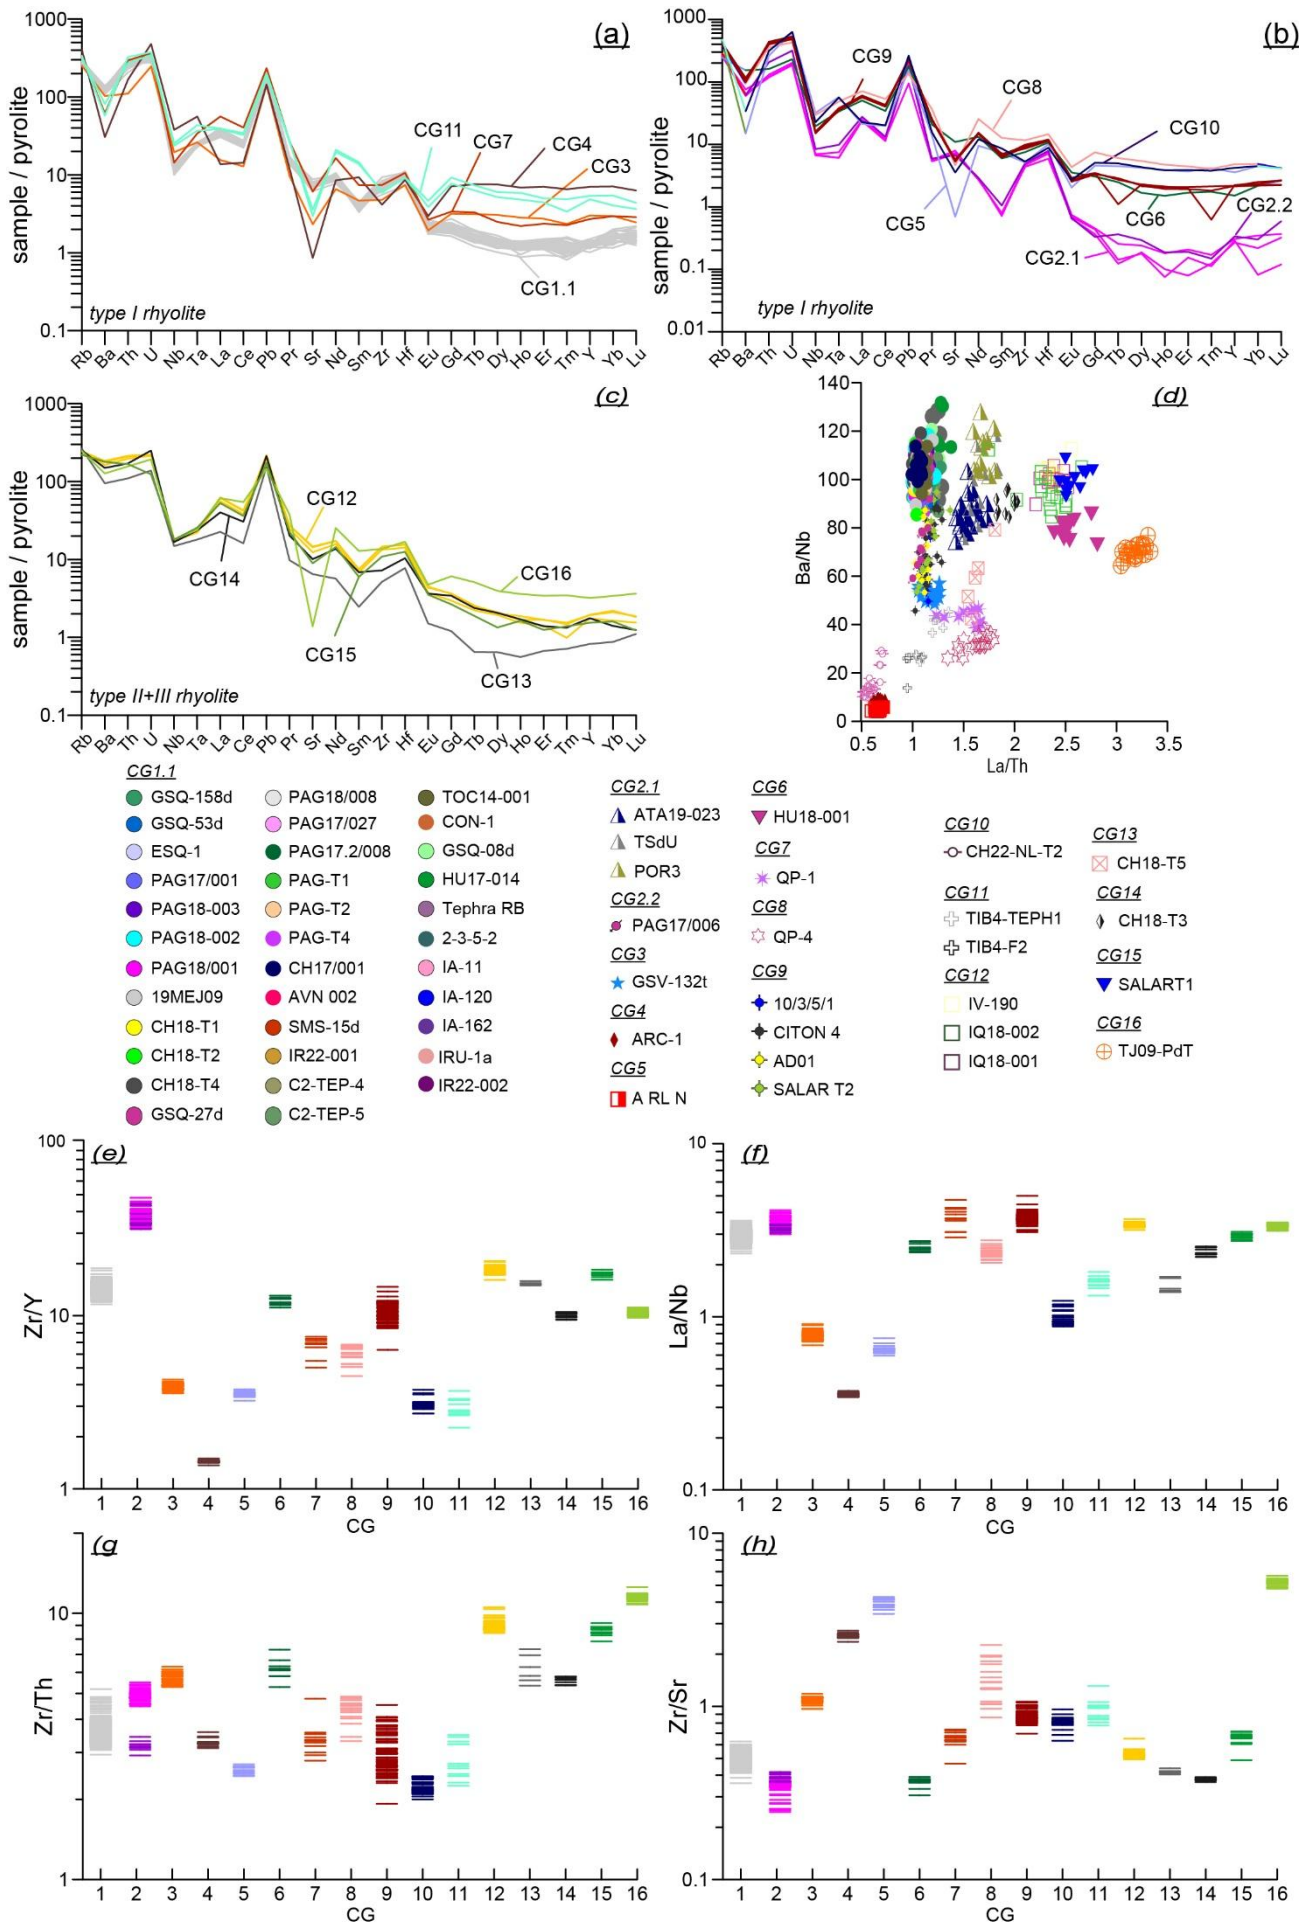 (a)
1000
100
10
1
0.1
sample / pyrolite
CG11
CG7
CG4
CG3
CG1.1
type I rhyolite
Rb Ba Th U Nb Ta La Ce Pb Pr Sr Nd Sm Zr Hf Eu Gd Tb Dy Ho Er Tm Y Yb Lu
(b)
1000
100
10
1
0.1
0.01
sample / pyrolite
CG9
CG8
CG10
CG5
CG6
CG2.2
CG2.1
type I rhyolite
Rb Ba Th U Nb Ta La Ce Pb Pr Sr Nd Sm Zr Hf Eu Gd Tb Dy Ho Er Tm Y Yb Lu
(c)
1000
100
10
1
0.1
sample / pyrolite
CG12
CG14
CG16
CG15
CG13
type II+III rhyolite
Rb Ba Th U Nb Ta La Ce Pb Pr Sr Nd Sm Zr Hf Eu Gd Tb Dy Ho Er Tm Y Yb Lu
(d)
140
120
100
80
60
40
20
0
Ba/Nb
0.5 1 1.5 2 2.5 3 3.5
La/Th
CG1.1
GSQ-158d
GSQ-53d
ESQ-1
PAG17/001
PAG18-003
PAG18-002
PAG18/001
19MEJ09
CH18-T1
CH18-T2
CH18-T4
GSQ-27d
PAG18/008
PAG17/027
PAG17.2/008
PAG-T1
PAG-T2
PAG-T4
CH17/001
AVN 002
SMS-15d
IR22-001
C2-TEP-4
C2-TEP-5
TOC14-001
CON-1
GSQ-08d
HU17-014
Tephra RB
2-3-5-2
IA-11
IA-120
IA-162
IRU-1a
IR22-002
CG2.1
ATA19-023
TSdU
POR3
CG2.2
PAG17/006
CG3
GSV-132t
CG4
ARC-1
CG5
A RL N
CG6
HU18-001
CG7
QP-1
CG8
QP-4
CG9
10/3/5/1
CITON 4
AD01
SALAR T2
CG10
CH22-NL-T2
CG11
TIB4-TEPH1
TIB4-F2
CG12
IV-190
IQ18-002
IQ18-001
CG13
CH18-T5
CG14
CH18-T3
CG15
SALART1
CG16
TJ09-PdT
(e)
100
10
1
Zr/Y
1 2 3 4 5 6 7 8 9 10 11 12 13 14 15 16
CG
(f)
10
1
0.1
La/Nb
1 2 3 4 5 6 7 8 9 10 11 12 13 14 15 16
CG
(g
10
1
Zr/Th
1 2 3 4 5 6 7 8 9 10 11 12 13 14 15 16
CG
(h)
10
1
0.1
Zr/Sr
1 2 3 4 5 6 7 8 9 10 11 12 13 14 15 16
CG